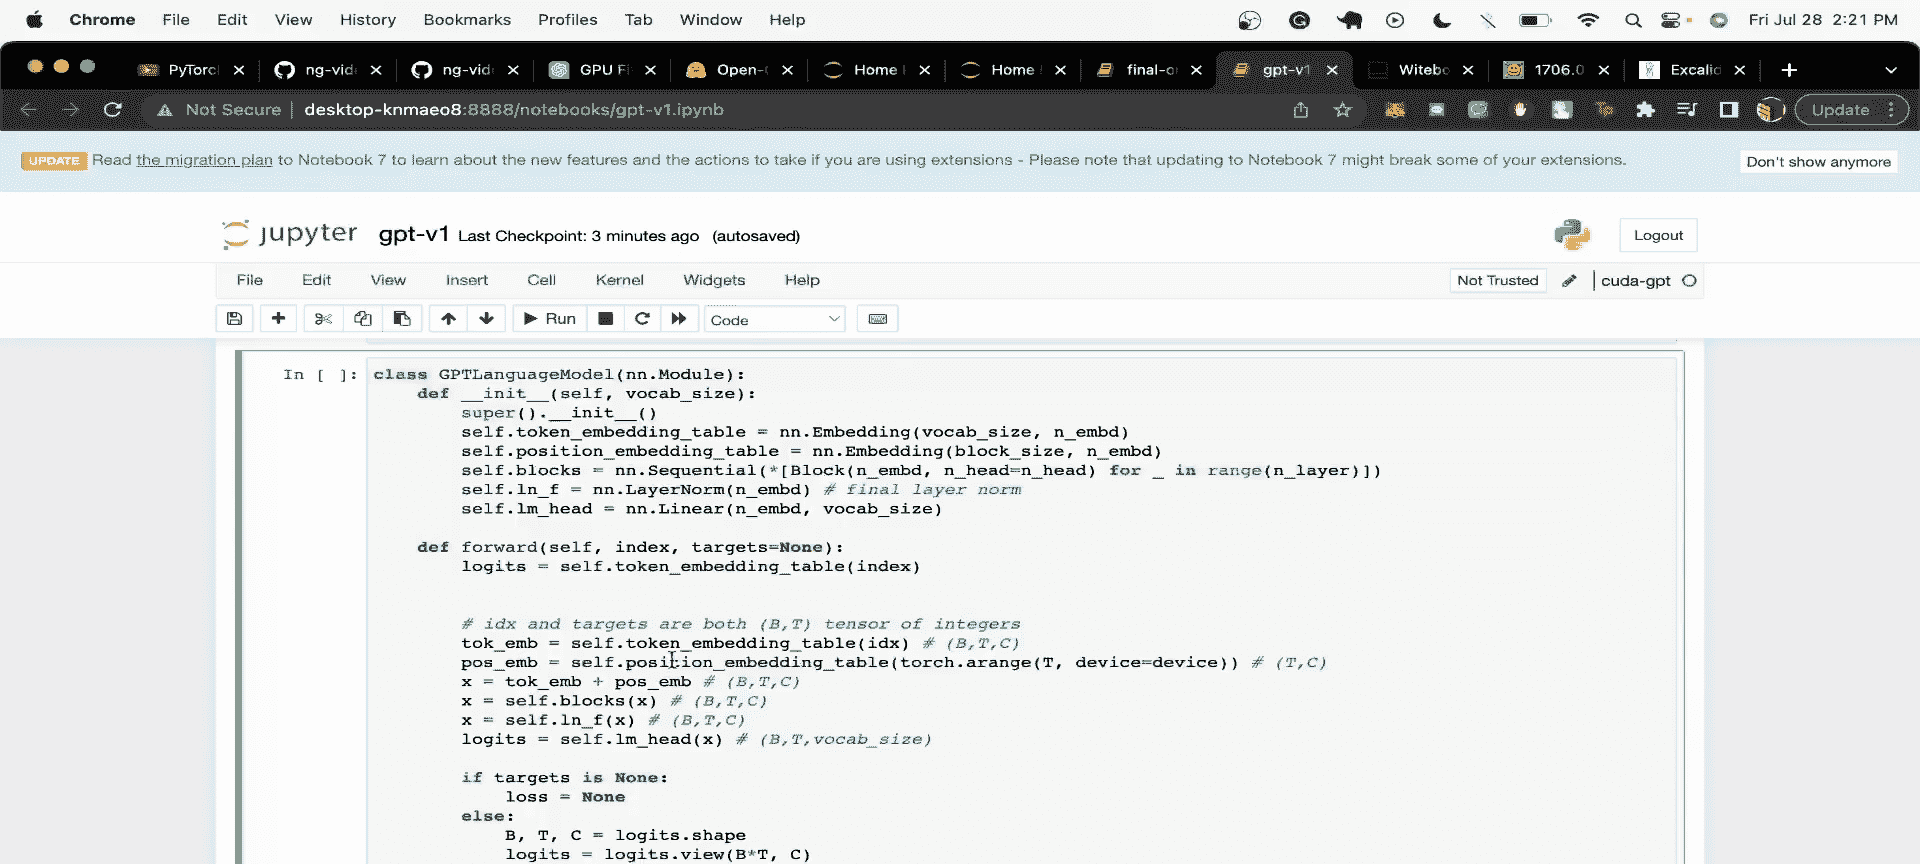 Chrome File Edit View History Bookmarks Profiles Tab Window Help Fri Jul 28 2:21 PM
PyTorc ng-vid ng-vid GPU Fi Open- Home Home final-o gpt-v1 Witebo 1706.0 Excalid
Not Secure desktop-knmaeo8:8888/notebooks/gpt-v1.ipynb Update
UPDATE Read the migration plan to Notebook 7 to learn about the new features and the actions to take if you are using extensions - Please note that updating to Notebook 7 might break some of your extensions. Don't show anymore
jupyter gpt-v1 Last Checkpoint: 3 minutes ago (autosaved) Logout
File Edit View Insert Cell Kernel Widgets Help Not Trusted cuda-gpt
Run Code
In [ ]: class GPTLanguageModel(nn.Module):
def __init__(self, vocab_size):
super().__init__()
self.token_embedding_table = nn.Embedding(vocab_size, n_embd)
self.position_embedding_table = nn.Embedding(block_size, n_embd)
self.blocks = nn.Sequential(*[Block(n_embd, n_head=n_head) for _ in range(n_layer)])
self.ln_f = nn.LayerNorm(n_embd) # final layer norm
self.lm_head = nn.Linear(n_embd, vocab_size)
def forward(self, index, targets=None):
logits = self.token_embedding_table(index)
# idx and targets are both (B,T) tensor of integers
tok_emb = self.token_embedding_table(idx) # (B,T,C)
pos_emb = self.position_embedding_table(torch.arange(T, device=device)) # (T,C)
x = tok_emb + pos_emb # (B,T,C)
x = self.blocks(x) # (B,T,C)
x = self.ln_f(x) # (B,T,C)
logits = self.lm_head(x) # (B,T,vocab_size)
if targets is None:
loss = None
else:
B, T, C = logits.shape
logits = logits.view(B*T, C)